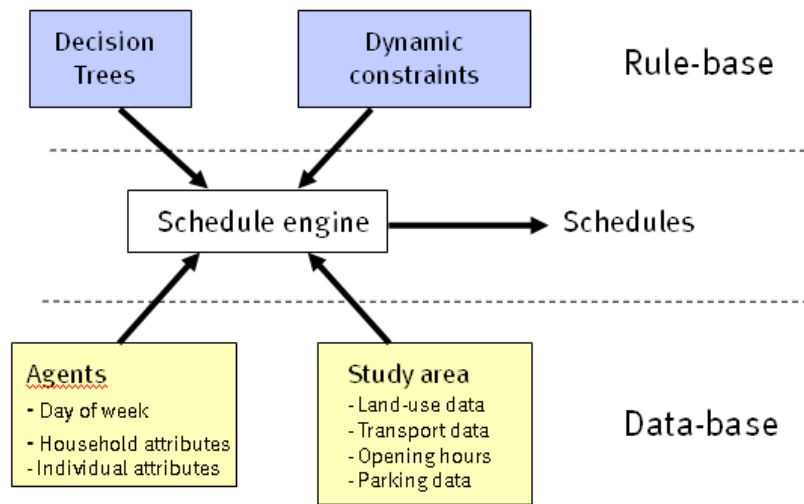 Decision
Trees
Dynamic
constraints
Rule-base
Schedule engine
Schedules
Agents
- Day of week
- Household attributes
- Individual attributes
Study area
- Land-use data
- Transport data
- Opening hours
- Parking data
Data-base